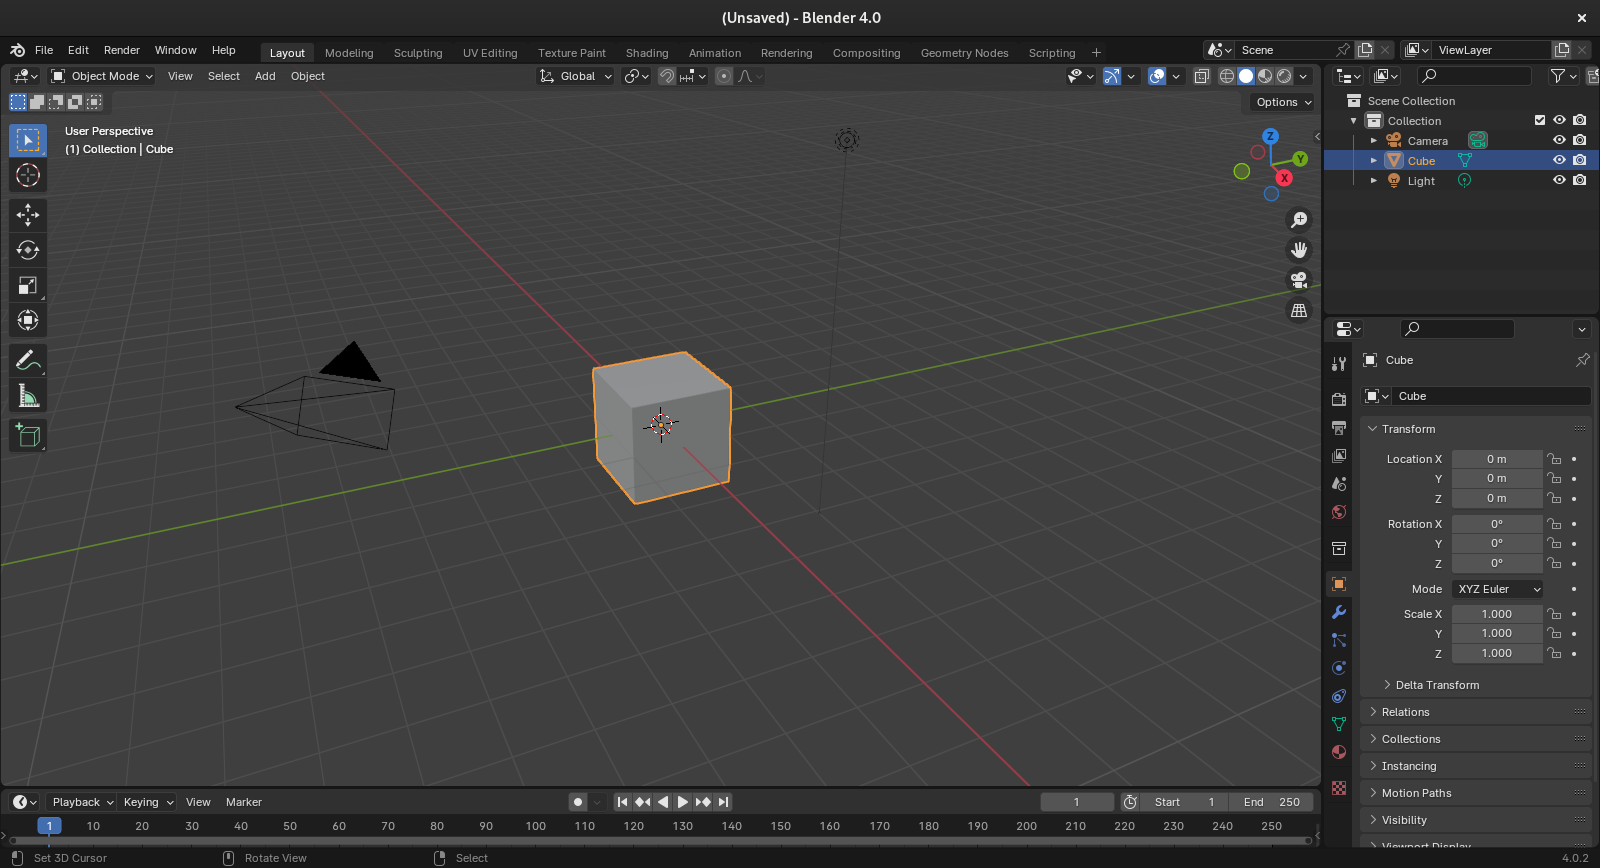 (Unsaved) - Blender 4.0
File Edit Render Window Help Layout Modeling Sculpting UV Editing Texture Paint Shading Animation Rendering Compositing Geometry Nodes Scripting + Scene ViewLayer
Object Mode View Select Add Object Global
Options
User Perspective
(1) Collection | Cube
Z
Y
X
Scene Collection
Collection
Camera
Cube
Light
Cube
Cube
Transform
Location X 0 m
Y 0 m
Z 0 m
Rotation X 0°
Y 0°
Z 0°
Mode XYZ Euler
Scale X 1.000
Y 1.000
Z 1.000
Delta Transform
Relations
Collections
Instancing
Motion Paths
Visibility
Viewport Display
Playback Keying View Marker 1 Start 1 End 250
1 10 20 30 40 50 60 70 80 90 100 110 120 130 140 150 160 170 180 190 200 210 220 230 240 250
Set 3D Cursor Rotate View Select 4.0.2